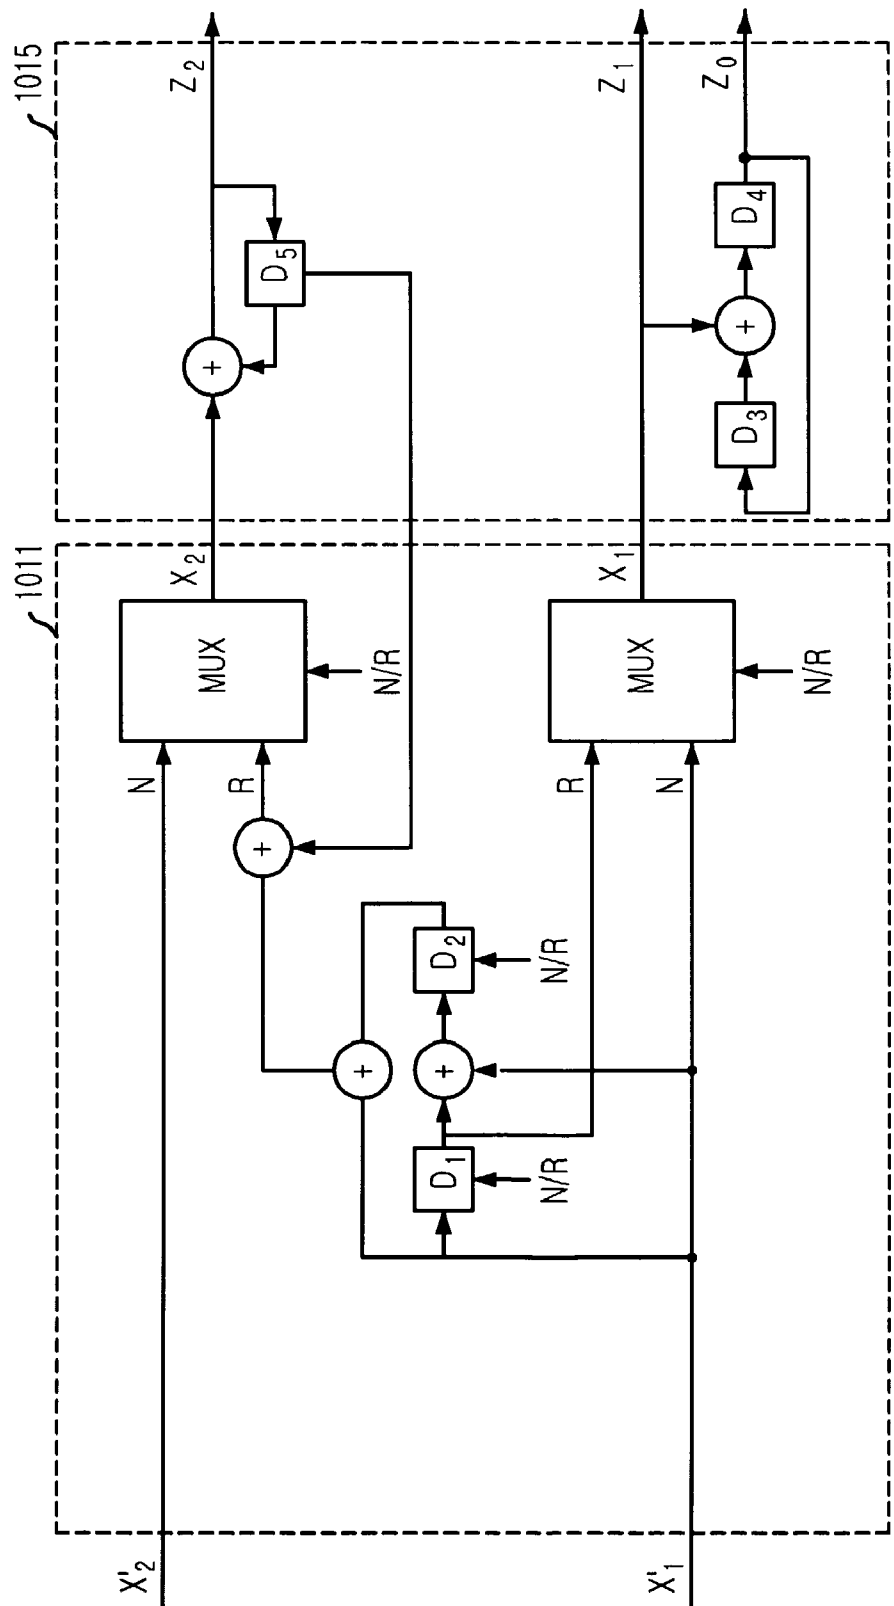 1015
Z2
D5
+
Z1
Z0
D4
+
D3
1011
X2
MUX
N/R
N
R
+
X1
MUX
N/R
R
N
+
D2
N/R
+
D1
N/R
X'2
X'1